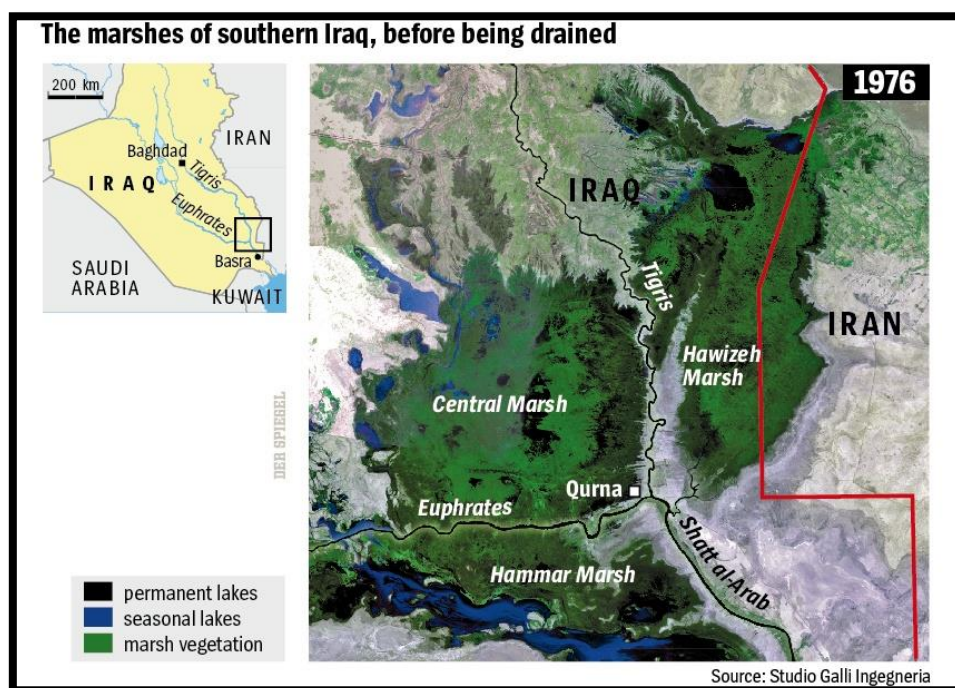 The marshes of southern Iraq, before being drained
200 km
IRAN
Baghdad
Tigris
IRAQ
Euphrates
Basra
SAUDI
ARABIA
KUWAIT
1976
IRAQ
Tigris
IRAN
Hawizeh
Marsh
Central Marsh
Qurna
Euphrates
Shatt al-Arab
Hammar Marsh
DER SPIEGEL
permanent lakes
seasonal lakes
marsh vegetation
Source: Studio Galli Ingegneria